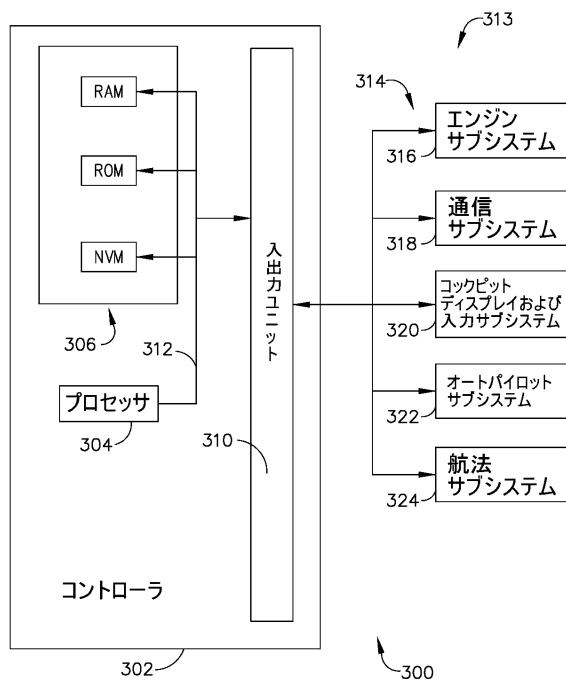 313
314
RAM
ROM
NVM
306
312
プロセッサ
304
310
入出力ユニット
コントローラ
302
エンジン
サブシステム
316
通信
サブシステム
318
コックピット
ディスプレイおよび
入力サブシステム
320
オートパイロット
サブシステム
322
航法
サブシステム
324
300